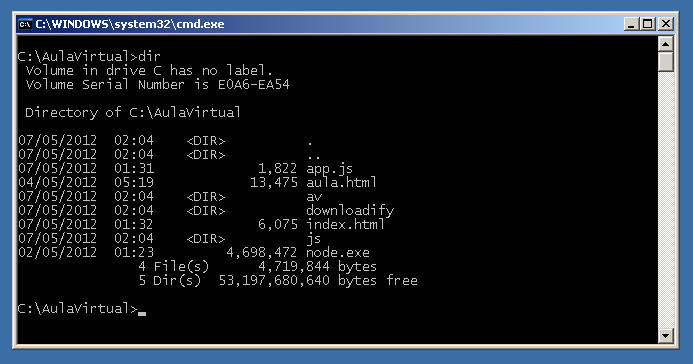 C:\WINDOWS\system32\cmd.exe
C:\AulaVirtual>dir
Volume in drive C has no label.
Volume Serial Number is E0A6-EA54
Directory of C:\AulaVirtual
07/05/2012  02:04    <DIR>          .
07/05/2012  02:04    <DIR>          ..
07/05/2012  01:31             1,822 app.js
04/05/2012  05:19            13,475 aula.html
07/05/2012  02:04    <DIR>          av
07/05/2012  02:04    <DIR>          downloadify
07/05/2012  01:32             6,075 index.html
07/05/2012  02:04    <DIR>          js
02/05/2012  01:23         4,698,472 node.exe
4 File(s)      4,719,844 bytes
5 Dir(s)  53,197,680,640 bytes free
C:\AulaVirtual>_